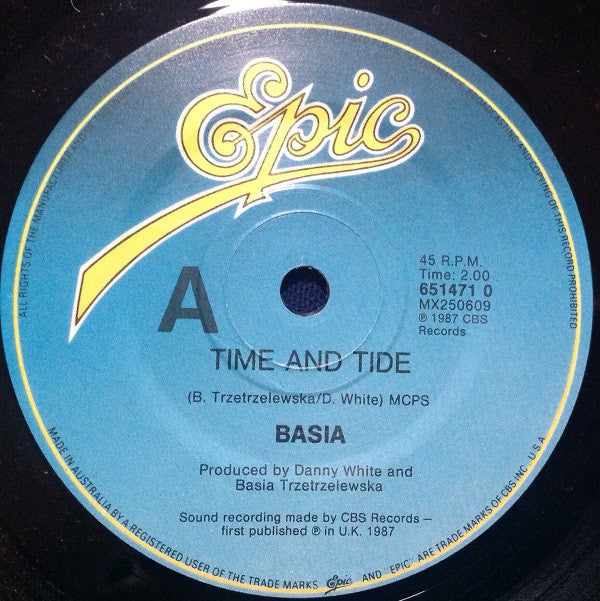 Epic
A
45 R.P.M.
Time: 2.00
651471 0
MX250609
℗ 1987 CBS
Records
TIME AND TIDE
(B. Trzetrzelewska/D. White) MCPS
BASIA
Produced by Danny White and
Basia Trzetrzelewska
Sound recording made by CBS Records –
first published ℗ in U.K. 1987
ALL RIGHTS OF THE MANUFACTUR
ING OF THIS RECORD PROHIBITED
MADE IN AUSTRALIA BY A REGISTERED USER OF THE TRADE MARKS Epic AND "EPIC" ARE TRADE MARKS OF CBS INC. U.S.A.